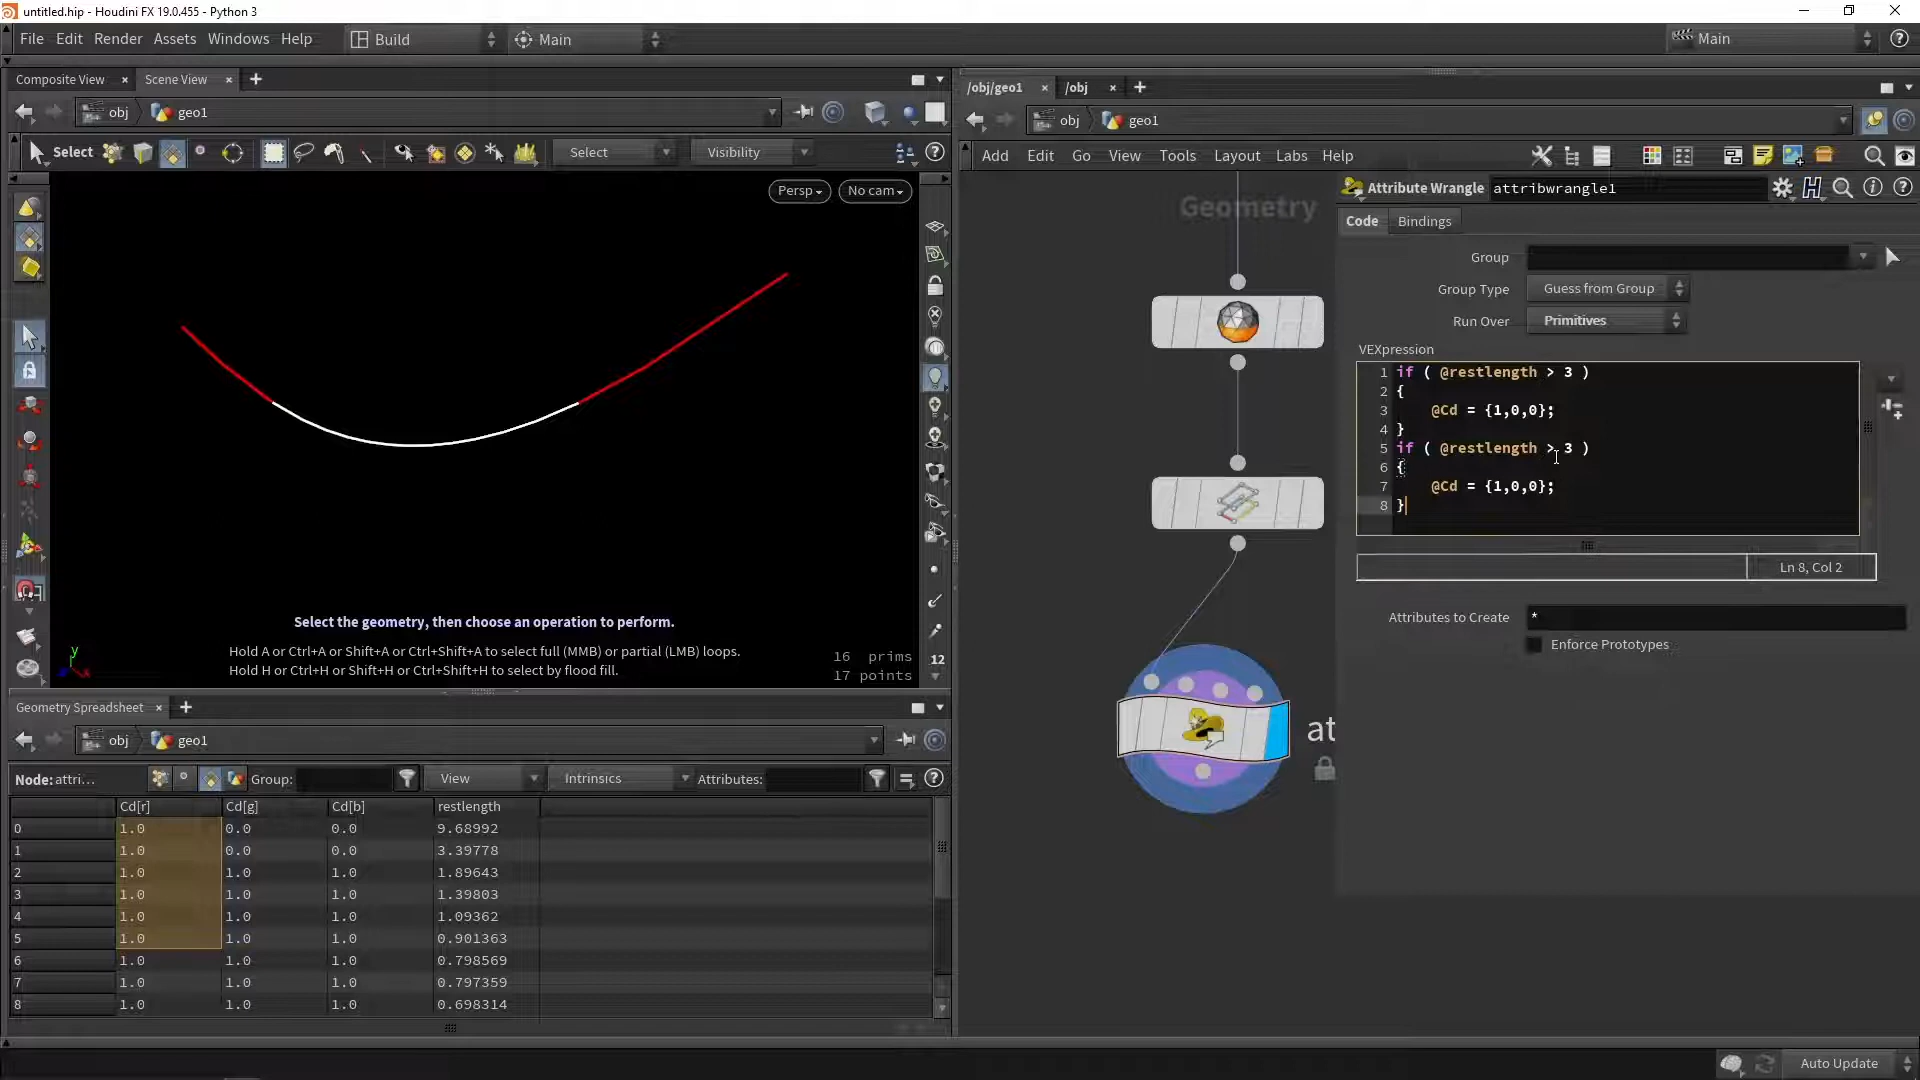 untitled.hip - Houdini FX 19.0.455 - Python 3
File Edit Render Assets Windows Help
Build
Main
Main
Composite View
Scene View
obj
geo1
Select
Select
Visibility
Persp
No cam
Select the geometry, then choose an operation to perform.
Hold A or Ctrl+A or Shift+A or Ctrl+Shift+A to select full (MMB) or partial (LMB) loops.
Hold H or Ctrl+H or Shift+H or Ctrl+Shift+H to select by flood fill.
16 prims
17 points
y
12
Geometry Spreadsheet
obj
geo1
Node: attri...
Group:
View
Intrinsics
Attributes:
Cd[r] Cd[g] Cd[b] restlength
0 1.0 0.0 0.0 9.68992
1 1.0 0.0 0.0 3.39778
2 1.0 1.0 1.0 1.89643
3 1.0 1.0 1.0 1.39803
4 1.0 1.0 1.0 1.09362
5 1.0 1.0 1.0 0.901363
6 1.0 1.0 1.0 0.798569
7 1.0 1.0 1.0 0.797359
8 1.0 1.0 1.0 0.698314
/obj/geo1
/obj
obj
geo1
Add Edit Go View Tools Layout Labs Help
Geometry
att
Attribute Wrangle
attribwrangle1
Code
Bindings
Group
Group Type
Guess from Group
Run Over
Primitives
VEXpression
1 if ( @restlength > 3 )
2 {
3 @Cd = {1,0,0};
4 }
5 if ( @restlength > 3 )
6 {
7 @Cd = {1,0,0};
8 }
Ln 8, Col 2
Attributes to Create
*
Enforce Prototypes
Auto Update